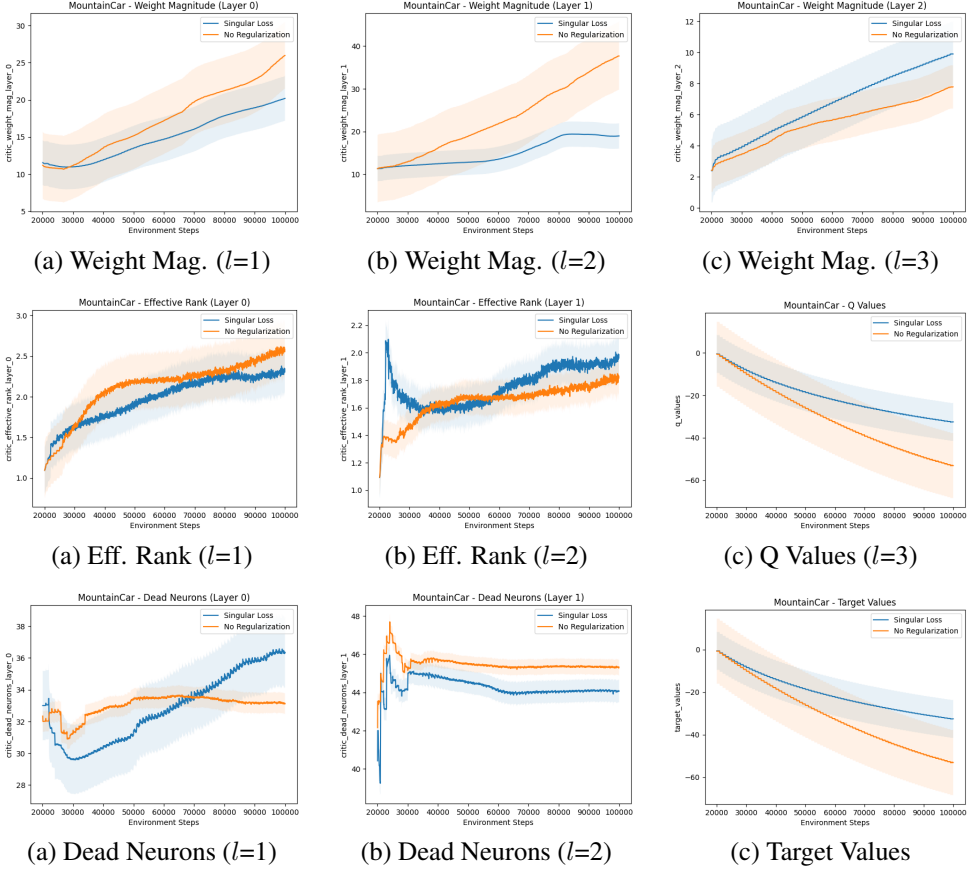 MountainCar - Weight Magnitude (Layer 0)
critic_weight_mag_layer_0
30
25
20
15
10
5
Singular Loss
No Regularization
20000 30000 40000 50000 60000 70000 80000 90000 100000
Environment Steps
(a) Weight Mag. (l=1)
MountainCar - Weight Magnitude (Layer 1)
critic_weight_mag_layer_1
40
30
20
10
Singular Loss
No Regularization
20000 30000 40000 50000 60000 70000 80000 90000 100000
Environment Steps
(b) Weight Mag. (l=2)
MountainCar - Weight Magnitude (Layer 2)
critic_weight_mag_layer_2
10
8
6
4
2
0
Singular Loss
No Regularization
20000 30000 40000 50000 60000 70000 80000 90000 100000
Environment Steps
(c) Weight Mag. (l=3)
MountainCar - Effective Rank (Layer 0)
critic_effective_rank_layer_0
3.0
2.5
2.0
1.5
1.0
Singular Loss
No Regularization
20000 30000 40000 50000 60000 70000 80000 90000 100000
Environment Steps
(a) Eff. Rank (l=1)
MountainCar - Effective Rank (Layer 1)
critic_effective_rank_layer_1
2.2
2.0
1.8
1.6
1.4
1.2
1.0
Singular Loss
No Regularization
20000 30000 40000 50000 60000 70000 80000 90000 100000
Environment Steps
(b) Eff. Rank (l=2)
MountainCar - Q Values
q_values
0
−20
−40
−60
Singular Loss
No Regularization
20000 30000 40000 50000 60000 70000 80000 90000 100000
Environment Steps
(c) Q Values (l=3)
MountainCar - Dead Neurons (Layer 0)
critic_dead_neurons_layer_0
38
36
34
32
30
28
Singular Loss
No Regularization
20000 30000 40000 50000 60000 70000 80000 90000 100000
Environment Steps
(a) Dead Neurons (l=1)
MountainCar - Dead Neurons (Layer 1)
critic_dead_neurons_layer_1
48
46
44
42
40
Singular Loss
No Regularization
20000 30000 40000 50000 60000 70000 80000 90000 100000
Environment Steps
(b) Dead Neurons (l=2)
MountainCar - Target Values
target_values
0
−20
−40
−60
Singular Loss
No Regularization
20000 30000 40000 50000 60000 70000 80000 90000 100000
Environment Steps
(c) Target Values